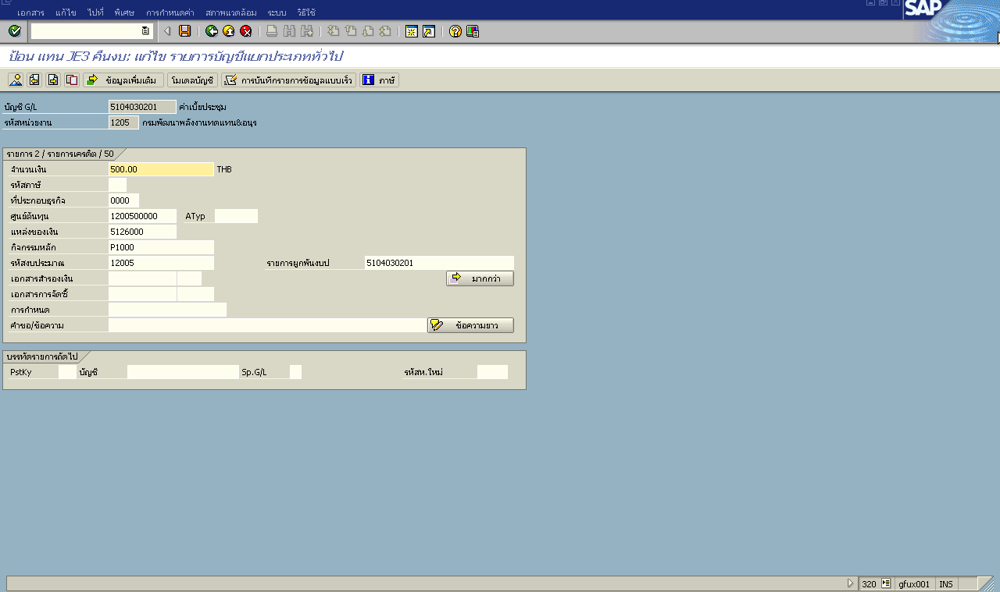 เอกสาร แก้ไข ไปที่ พิเศษ การกำหนดค่า สภาพแวดล้อม ระบบ วิธีใช้
SAP
ป้อน แทน JE3 คืนงบ: แก้ไข รายการบัญชีแยกประเภททั่วไป
ข้อมูลเพิ่มเติม โมเดลบัญชี การบันทึกรายการข้อมูลแบบเร็ว ภาษี
บัญชี G/L 5104030201 ค่าเบี้ยประชุม
รหัสหน่วยงาน 1205 กรมพัฒนาพลังงานทดแทน&อนุร
รายการ 2 / รายการเครดิต / 50
จำนวนเงิน 500.00 THB
รหัสภาษี
ที่ประกอบธุรกิจ 0000
ศูนย์ต้นทุน 1200500000 ATyp
แหล่งของเงิน 5126000
กิจกรรมหลัก P1000
รหัสงบประมาณ 12005 รายการผูกพันงบป 5104030201
เอกสารสำรองเงิน มากกว่า
เอกสารการจัดซื้
การกำหนด
คำขอ/ข้อความ ข้อความยาว
บรรทัดรายการถัดไป
PstKy บัญชี Sp.G/L รหัสห.ใหม่
320 gfux001 INS